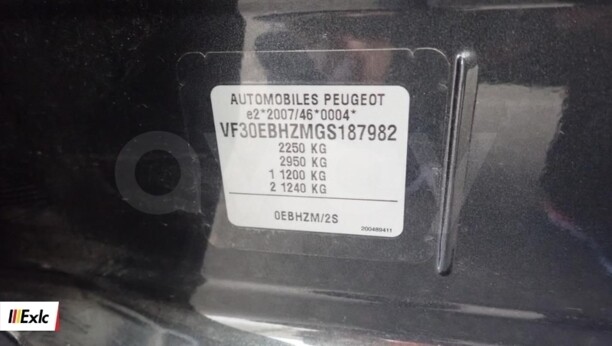 AUTOMOBILES PEUGEOT
e2*2007/46*0004*
VF30EBHZMGS187982
2250 KG
2950 KG
1 1200 KG
2 1240 KG
0EBHZM/2S
200489411
Exlc